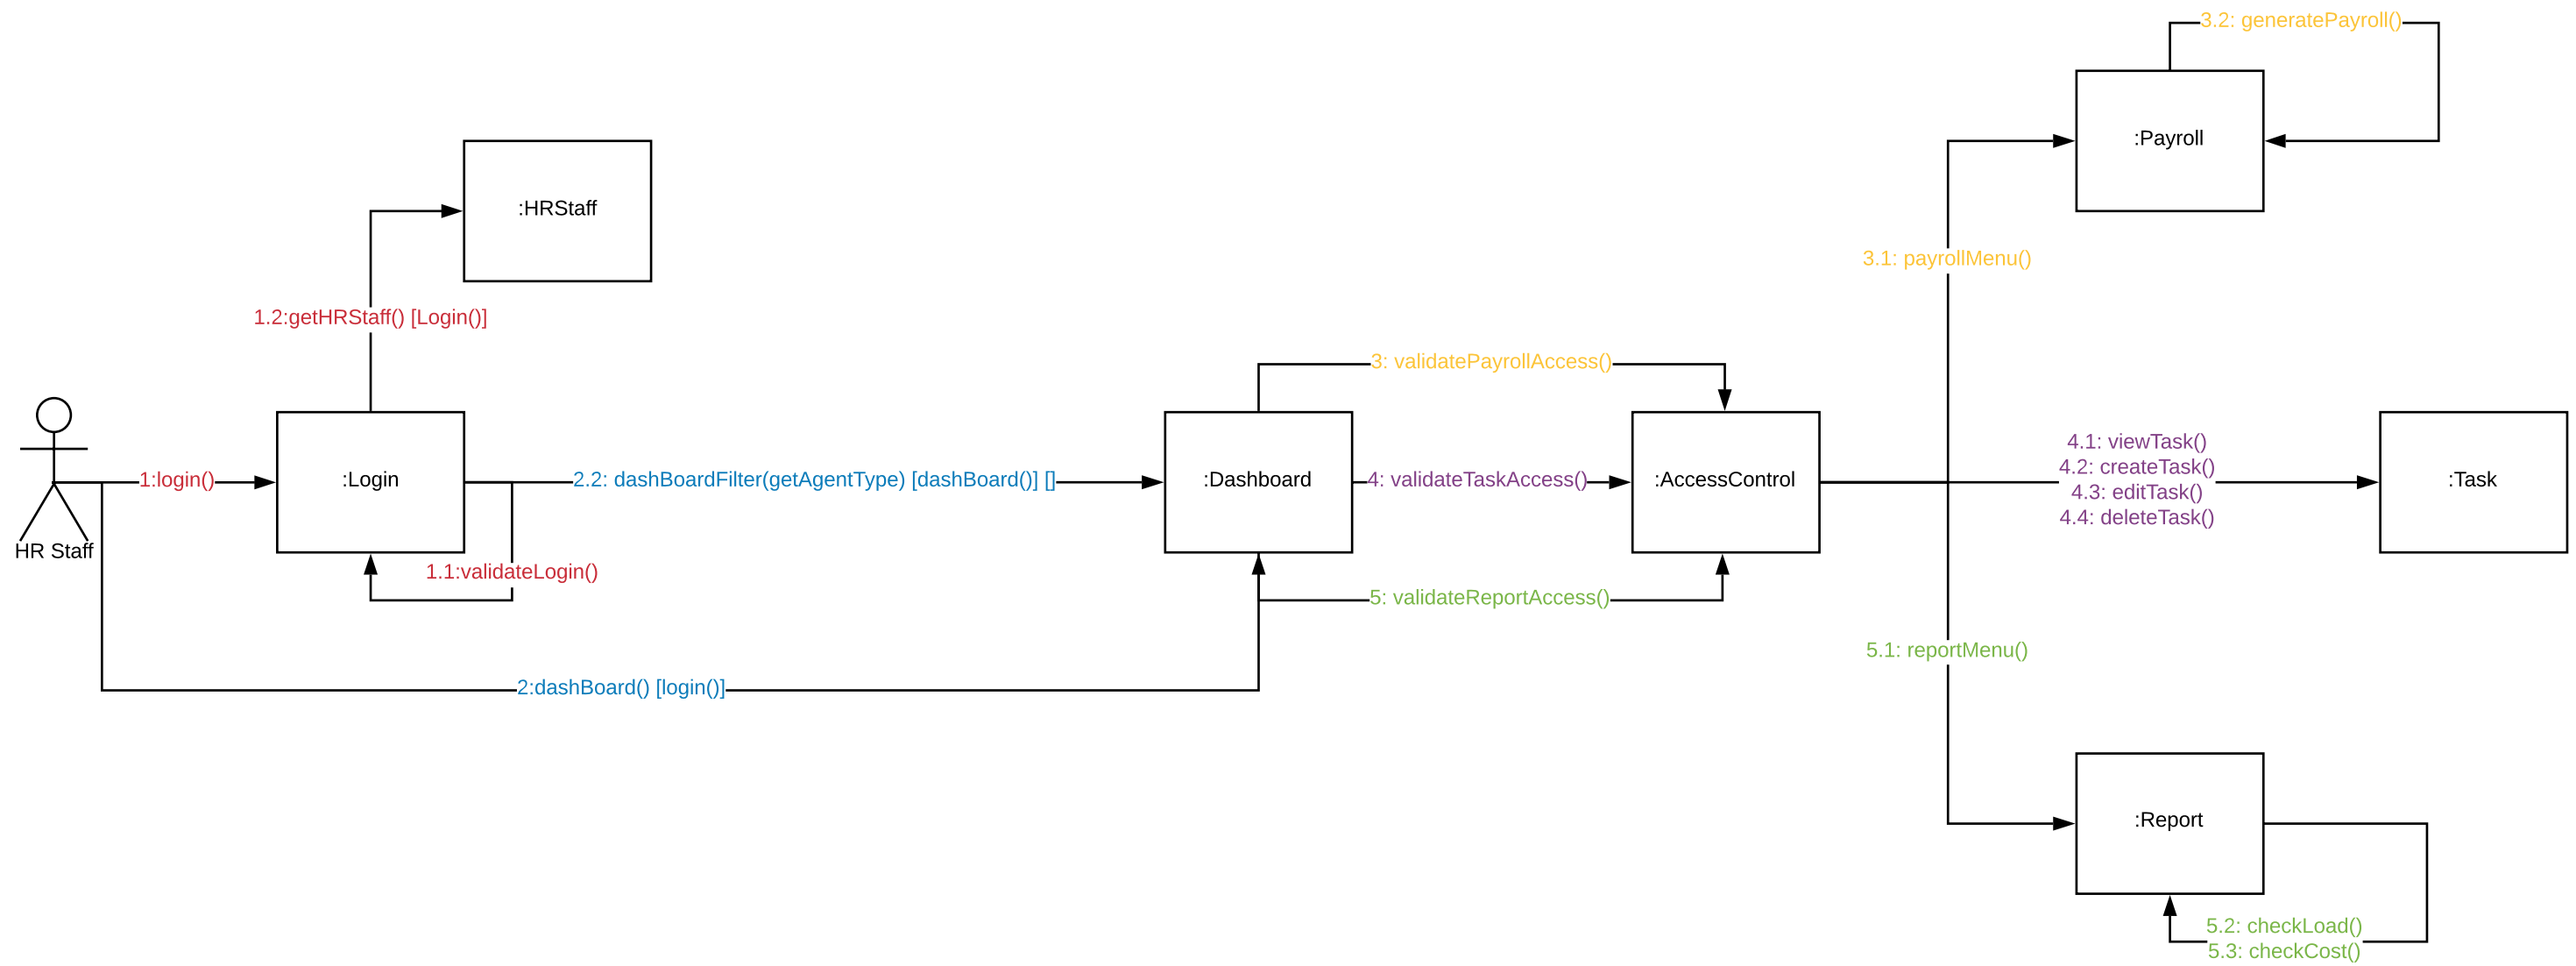 3.2: generatePayroll()
:Payroll
:HRStaff
3.1: payrollMenu()
1.2:getHRStaff() [Login()]
3: validatePayrollAccess()
HR Staff
1:login()
:Login
2.2: dashBoardFilter(getAgentType) [dashBoard()] []
:Dashboard
4: validateTaskAccess()
:AccessControl
4.1: viewTask()
4.2: createTask()
4.3: editTask()
4.4: deleteTask()
:Task
1.1:validateLogin()
5: validateReportAccess()
5.1: reportMenu()
2:dashBoard() [login()]
:Report
5.2: checkLoad()
5.3: checkCost()